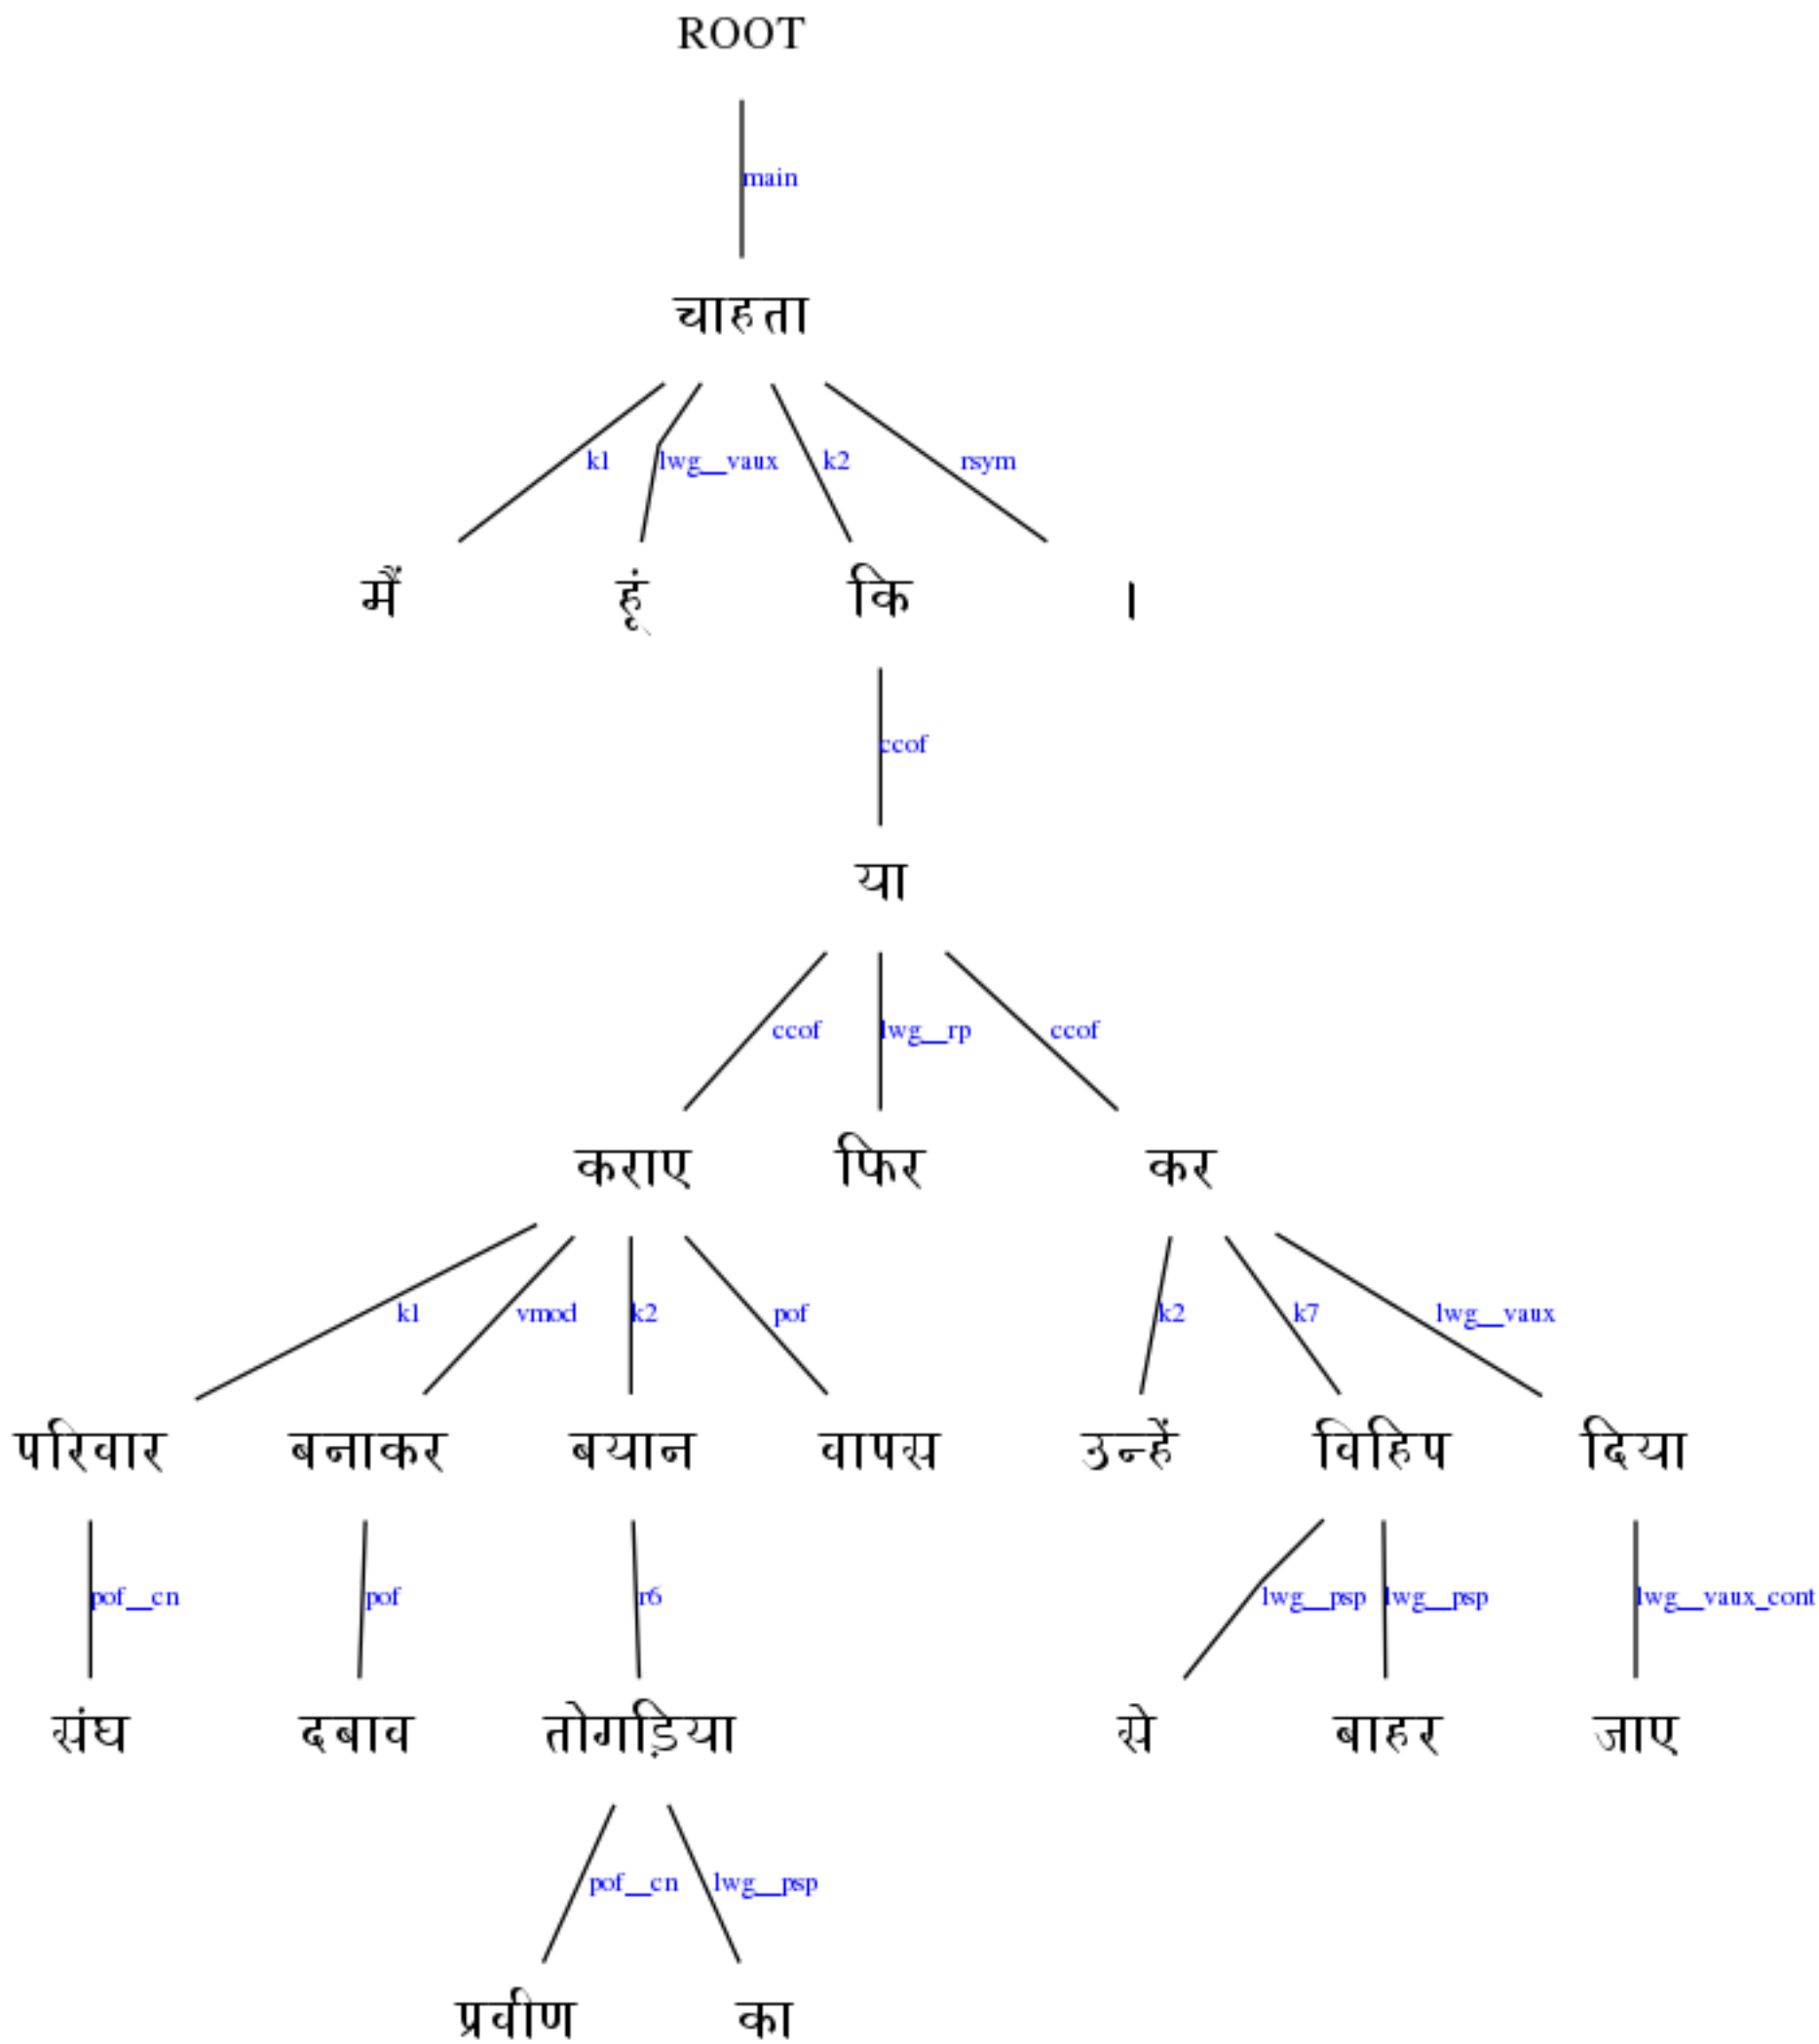 ROOT
main
चाहता
k1 lwg__vaux k2 rsym
मैं हूं कि ।
ccof
या
ccof lwg__rp ccof
कराए फिर कर
k1 vmod k2 pof k2 k7 lwg__vaux
परिवार बनाकर बयान वापस उन्हें विहिप दिया
pof__cn pof r6 lwg__psp lwg__psp lwg__vaux_cont
संघ दबाव तोगड़िया से बाहर जाए
pof__cn lwg__psp
प्रवीण का